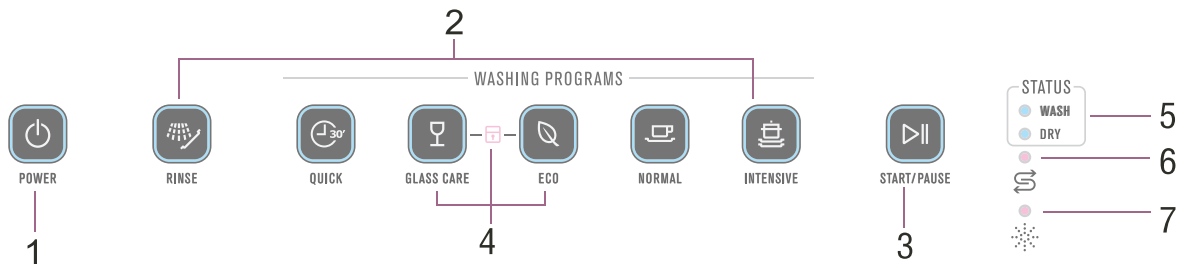 2
WASHING PROGRAMS
STATUS
WASH
DRY
30'
POWER
RINSE
QUICK
GLASS CARE
ECO
NORMAL
INTENSIVE
START/PAUSE
1
4
3
5
6
7